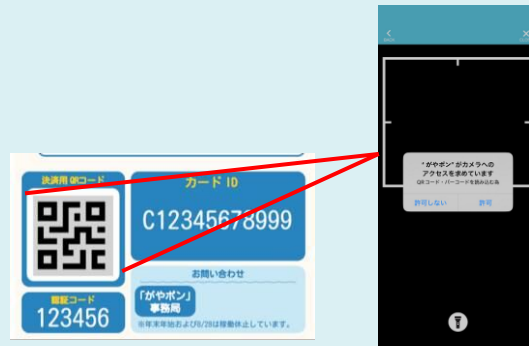 決済用QRコード
カード ID
C12345678999
認証コード
123456
お問い合わせ
「がやポン」
事務局
※年末年始および8/29は稼働休止しています。
"がやポン"がカメラへの
アクセスを求めています
QRコード・バーコードを読み込む為
許可しない
許可